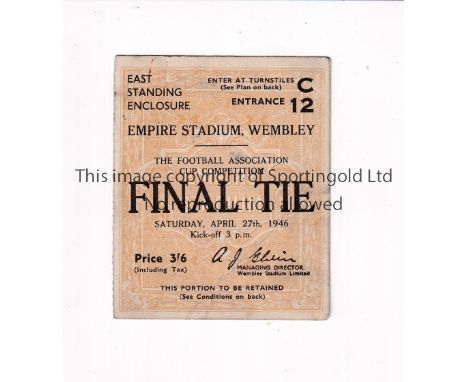 EAST
STANDING
ENCLOSURE
ENTER AT TURNSTILES
(See Plan on back)
C
ENTRANCE 12
EMPIRE STADIUM, WEMBLEY
THE FOOTBALL ASSOCIATION
CUP COMPETITION
This image copyright of Sportingold Ltd
FINAL TIE
No reproduction allowed
SATURDAY, APRIL 27th, 1946
Kick-off 3 p.m.
Price 3/6
(Including Tax)
A J Elvin
MANAGING DIRECTOR.
Wembley Stadium Limited
THIS PORTION TO BE RETAINED
(See Conditions on back)